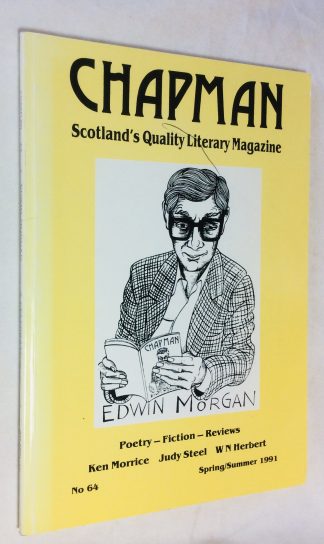 CHAPMAN
Scotland's Quality Literary Magazine
CHAPMAN
EDWIN MORGAN
Poetry – Fiction – Reviews
Ken Morrice Judy Steel W N Herbert
No 64
Spring/Summer 1991